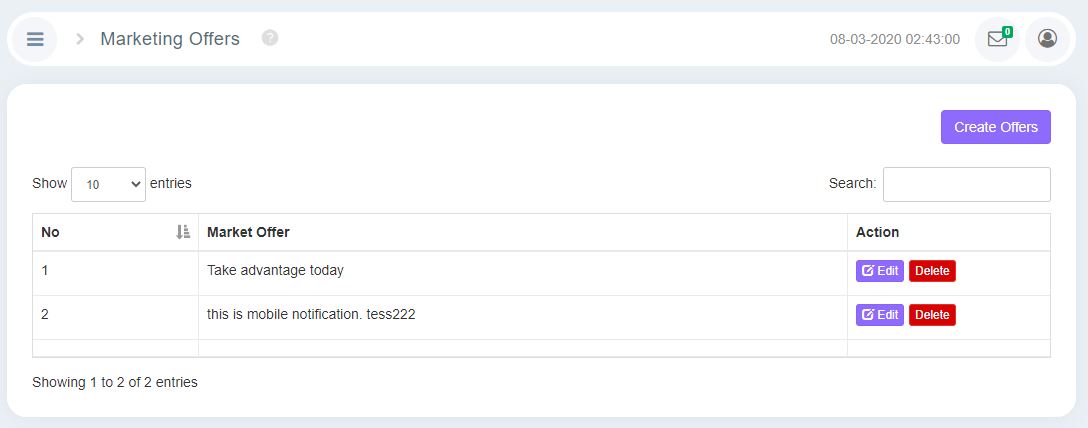 Marketing Offers ?
08-03-2020 02:43:00 0
Create Offers
Show 10 entries Search:
No Market Offer Action
1 Take advantage today Edit Delete
2 this is mobile notification. tess222 Edit Delete
Showing 1 to 2 of 2 entries